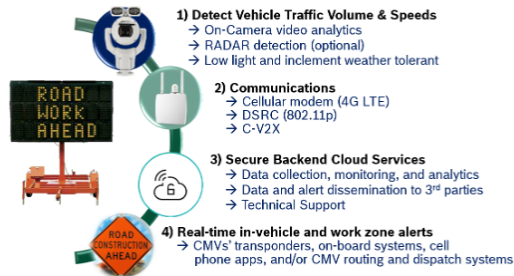 1) Detect Vehicle Traffic Volume & Speeds
→ On-Camera video analytics
→ RADAR detection (optional)
→ Low light and inclement weather tolerant
2) Communications
→ Cellular modem (4G LTE)
→ DSRC (802.11p)
→ C-V2X
ROAD
WORK
AHEAD
3) Secure Backend Cloud Services
→ Data collection, monitoring, and analytics
→ Data and alert dissemination to 3rd parties
→ Technical Support
4) Real-time in-vehicle and work zone alerts
→ CMVs' transponders, on-board systems, cell
phone apps, and/or CMV routing and dispatch systems
ROAD
CONSTRUCTION
AHEAD